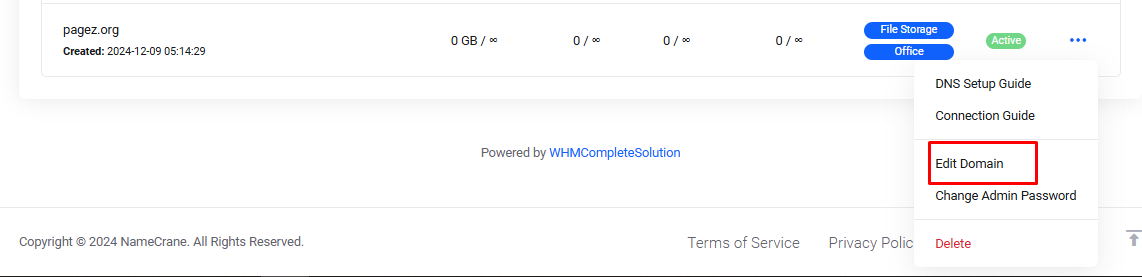 pagez.org
Created: 2024-12-09 05:14:29
0 GB / ∞
0 / ∞
0 / ∞
0 / ∞
File Storage
Office
Active
DNS Setup Guide
Connection Guide
Edit Domain
Change Admin Password
Delete
Powered by WHMCompleteSolution
Copyright © 2024 NameCrane. All Rights Reserved.
Terms of Service
Privacy Polic